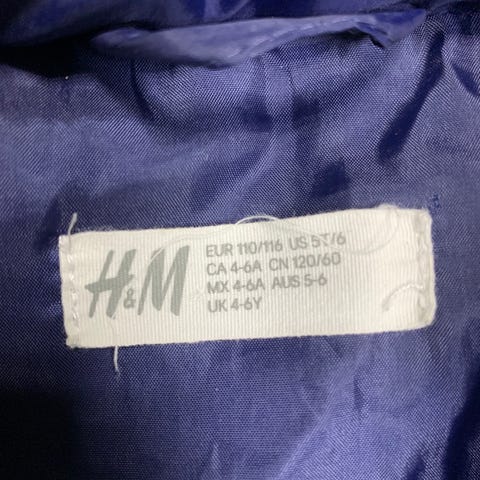 H&M
EUR 110/116 US 5T/6
CA 4-6A CN 120/60
MX 4-6A AUS 5-6
UK 4-6Y